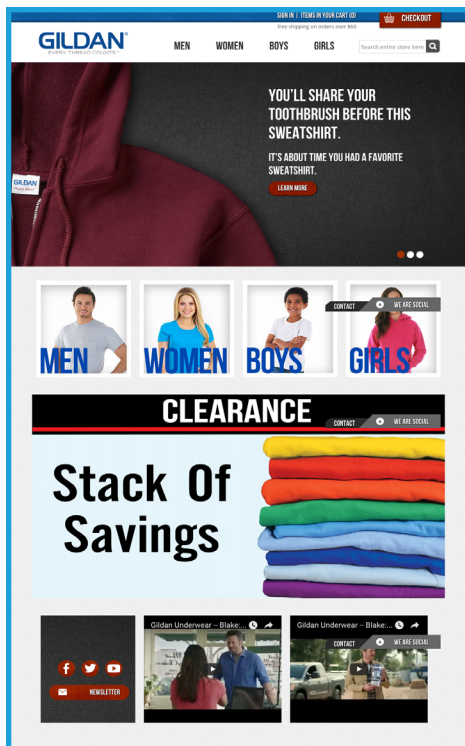 SIGN IN | ITEMS IN YOUR CART (0)
CHECKOUT
free shipping on orders over $60
GILDAN®
EVERY THREAD COUNTS.™
MEN WOMEN BOYS GIRLS
Search entire store here
YOU'LL SHARE YOUR
TOOTHBRUSH BEFORE THIS
SWEATSHIRT.
IT'S ABOUT TIME YOU HAD A FAVORITE
SWEATSHIRT.
LEARN MORE
GILDAN
CONTACT WE ARE SOCIAL
MEN WOMEN BOYS GIRLS
CLEARANCE
CONTACT WE ARE SOCIAL
Stack Of
Savings
Gildan Underwear – Blake:...
Gildan Underwear – Blake:...
CONTACT WE ARE SOCIAL
NEWSLETTER